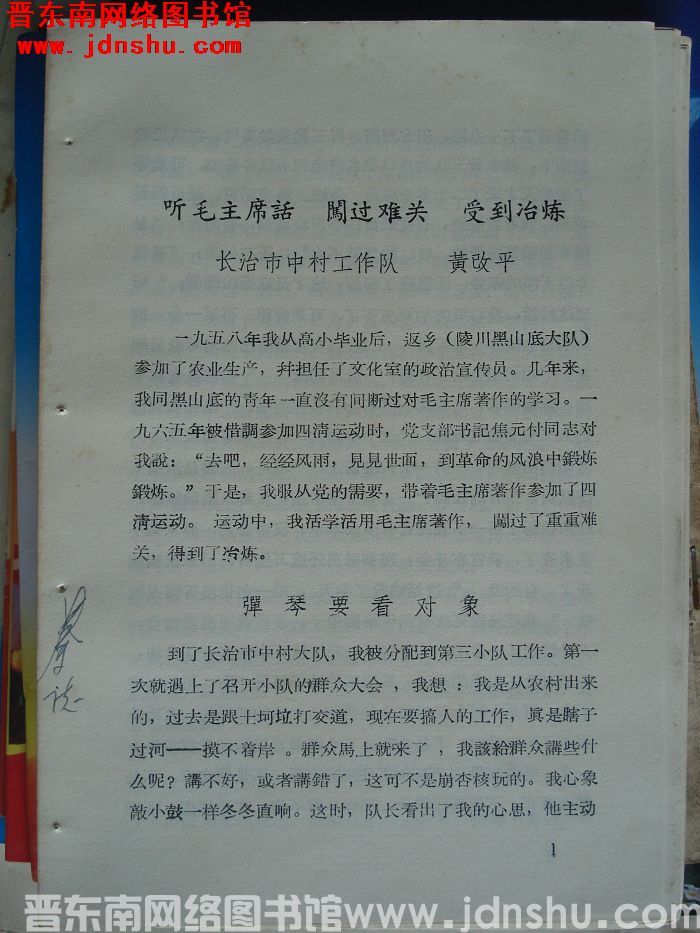 晋东南网络图书馆
www.jdnshu.com
听毛主席話　闖过难关　受到冶炼
长治市中村工作队　黃改平
一九五八年我从高小毕业后，返乡（陵川黑山底大队）
参加了农业生产，幷担任了文化室的政治宣传员。几年来，
我同黑山底的靑年一直沒有间断过对毛主席著作的学习。一
九六五年被借調参加四淸运动时，党支部书記焦元付同志对
我說：“去吧，经经风雨，見見世面，到革命的风浪中鍛炼
鍛炼。”于是，我服从党的需要，带着毛主席著作参加了四
淸运动。运动中，我活学活用毛主席著作，闖过了重重难
关，得到了冶炼。
彈琴要看对象
到了长治市中村大队，我被分配到第三小队工作。第一
次就遇上了召开小队的群众大会，我想：我是从农村出来
的，过去是跟土坷垃打交道，现在要搞人的工作，眞是瞎子
过河——摸不着岸。群众馬上就来了，我該給群众講些什
么呢？講不好，或者講錯了，这可不是崩杏核玩的。我心象
敲小鼓一样冬冬直响。这时，队长看出了我的心思，他主动
1
晋东南网络图书馆www.jdnshu.com